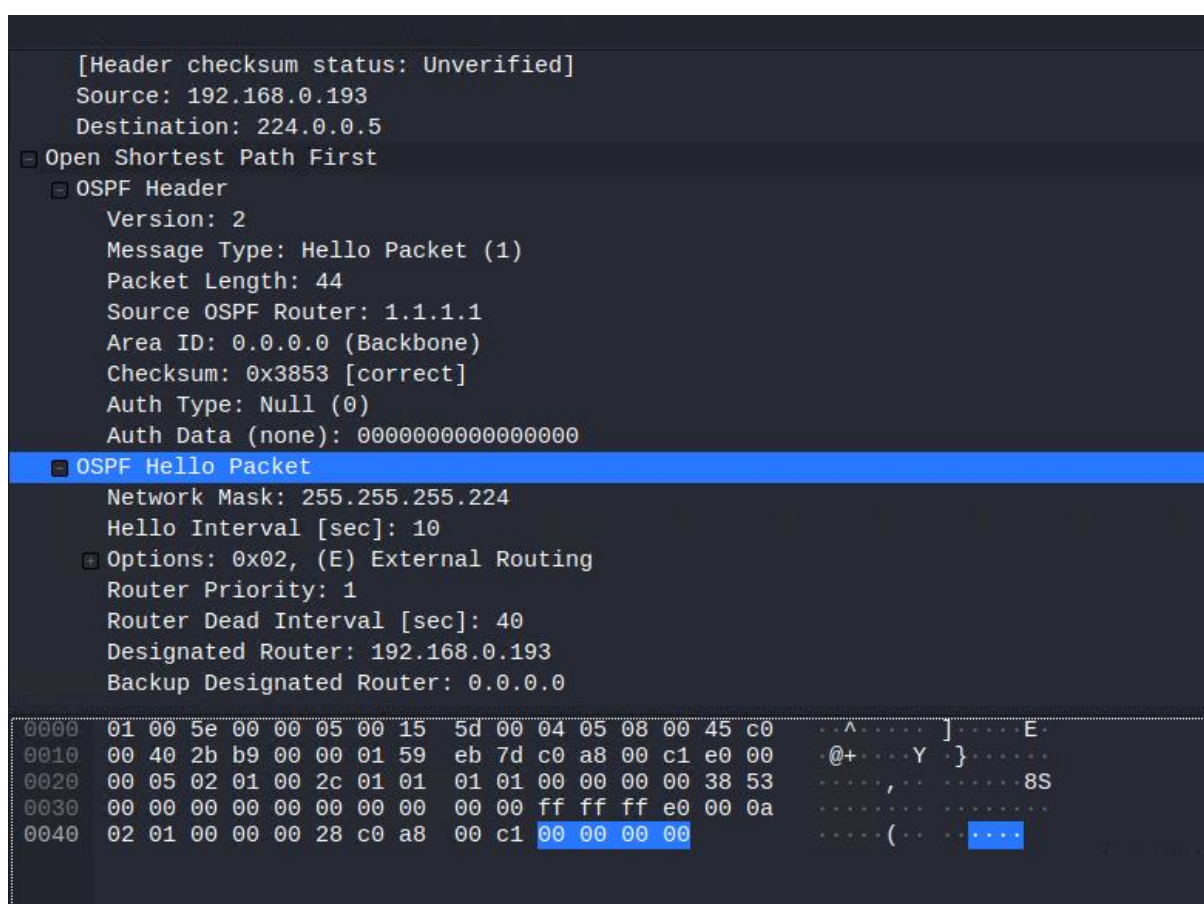 [Header checksum status: Unverified]
Source: 192.168.0.193
Destination: 224.0.0.5
Open Shortest Path First
OSPF Header
Version: 2
Message Type: Hello Packet (1)
Packet Length: 44
Source OSPF Router: 1.1.1.1
Area ID: 0.0.0.0 (Backbone)
Checksum: 0x3853 [correct]
Auth Type: Null (0)
Auth Data (none): 0000000000000000
OSPF Hello Packet
Network Mask: 255.255.255.224
Hello Interval [sec]: 10
Options: 0x02, (E) External Routing
Router Priority: 1
Router Dead Interval [sec]: 40
Designated Router: 192.168.0.193
Backup Designated Router: 0.0.0.0
0000 01 00 5e 00 00 05 00 15 5d 00 04 05 08 00 45 c0 ··^····· ]·····E·
0010 00 40 2b b9 00 00 01 59 eb 7d c0 a8 00 c1 e0 00 ·@+····Y ·}······
0020 00 05 02 01 00 2c 01 01 01 01 00 00 00 00 38 53 ·····,·· ······8S
0030 00 00 00 00 00 00 00 00 00 00 ff ff ff e0 00 0a ········ ········
0040 02 01 00 00 00 28 c0 a8 00 c1 00 00 00 00 ·····(·· ······